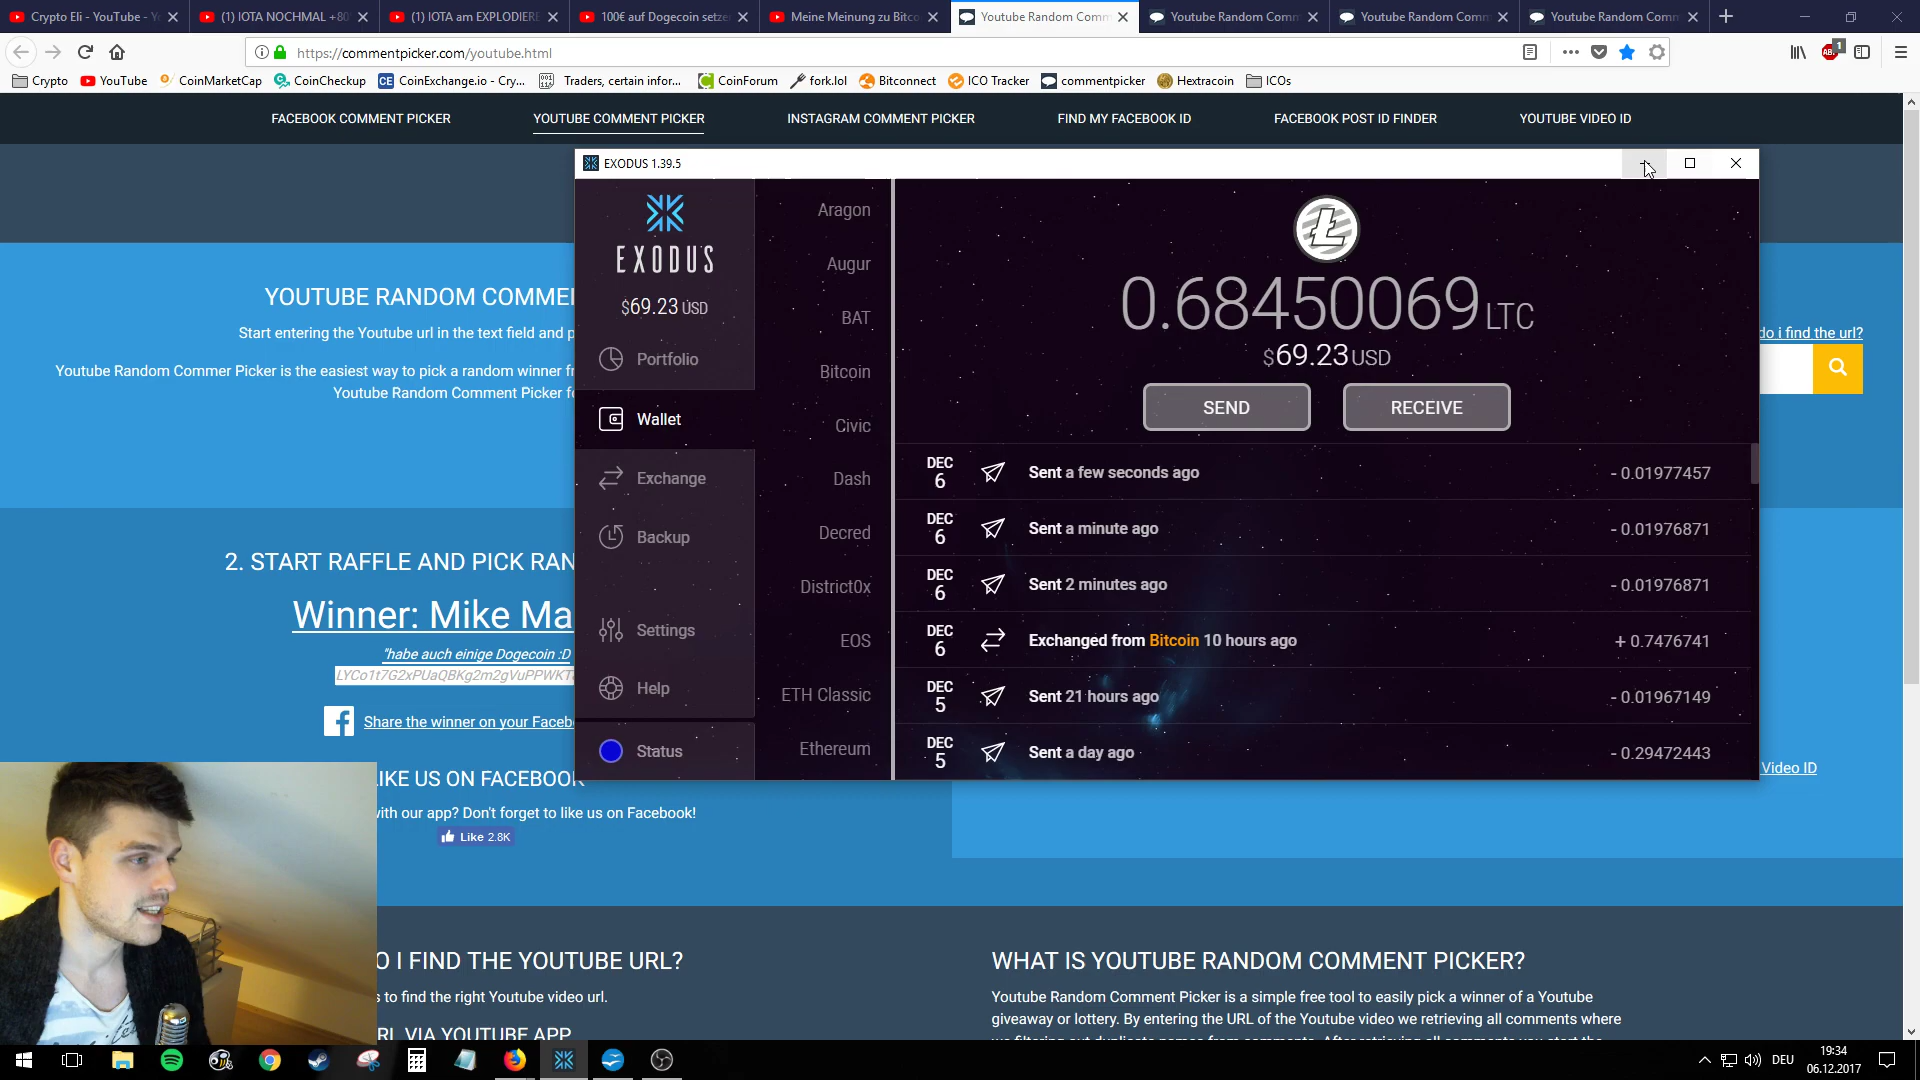 Crypto Eli - YouTube - Y
(1) IOTA NOCHMAL +80
(1) IOTA am EXPLODIERE
100€ auf Dogecoin setze
Meine Meinung zu Bitco
Youtube Random Comm
Youtube Random Comm
Youtube Random Comm
Youtube Random Comm
https://commentpicker.com/youtube.html
1
Crypto
YouTube
CoinMarketCap
CoinCheckup
CoinExchange.io - Cry...
Traders, certain infor...
CoinForum
fork.lol
Bitconnect
ICO Tracker
commentpicker
Hextracoin
ICOs
FACEBOOK COMMENT PICKER
YOUTUBE COMMENT PICKER
INSTAGRAM COMMENT PICKER
FIND MY FACEBOOK ID
FACEBOOK POST ID FINDER
YOUTUBE VIDEO ID
YOUTUBE RANDOM COMME
Start entering the Youtube url in the text field and p
Youtube Random Commer Picker is the easiest way to pick a random winner fr
Youtube Random Comment Picker fo
do i find the url?
2. START RAFFLE AND PICK RAN
Winner: Mike Ma
"habe auch einige Dogecoin :D
LYCo1t7G2xPUaQBKg2m2gVuPPWKT
Share the winner on your Facebo
LIKE US ON FACEBOOK
with our app? Don't forget to like us on Facebook!
Like 2.8K
Video ID
EXODUS 1.39.5
EXODUS
$69.23 USD
Portfolio
Wallet
Exchange
Backup
Settings
Help
Status
Aragon
Augur
BAT
Bitcoin
Civic
Dash
Decred
District0x
EOS
ETH Classic
Ethereum
0.68450069 LTC
$69.23 USD
SEND
RECEIVE
DEC 6
Sent a few seconds ago
- 0.01977457
DEC 6
Sent a minute ago
- 0.01976871
DEC 6
Sent 2 minutes ago
- 0.01976871
DEC 6
Exchanged from Bitcoin 10 hours ago
+ 0.7476741
DEC 5
Sent 21 hours ago
- 0.01967149
DEC 5
Sent a day ago
- 0.29472443
O I FIND THE YOUTUBE URL?
s to find the right Youtube video url.
RL VIA YOUTUBE APP
WHAT IS YOUTUBE RANDOM COMMENT PICKER?
Youtube Random Comment Picker is a simple free tool to easily pick a winner of a Youtube
giveaway or lottery. By entering the URL of the Youtube video we retrieving all comments where
DEU
19:34
06.12.2017